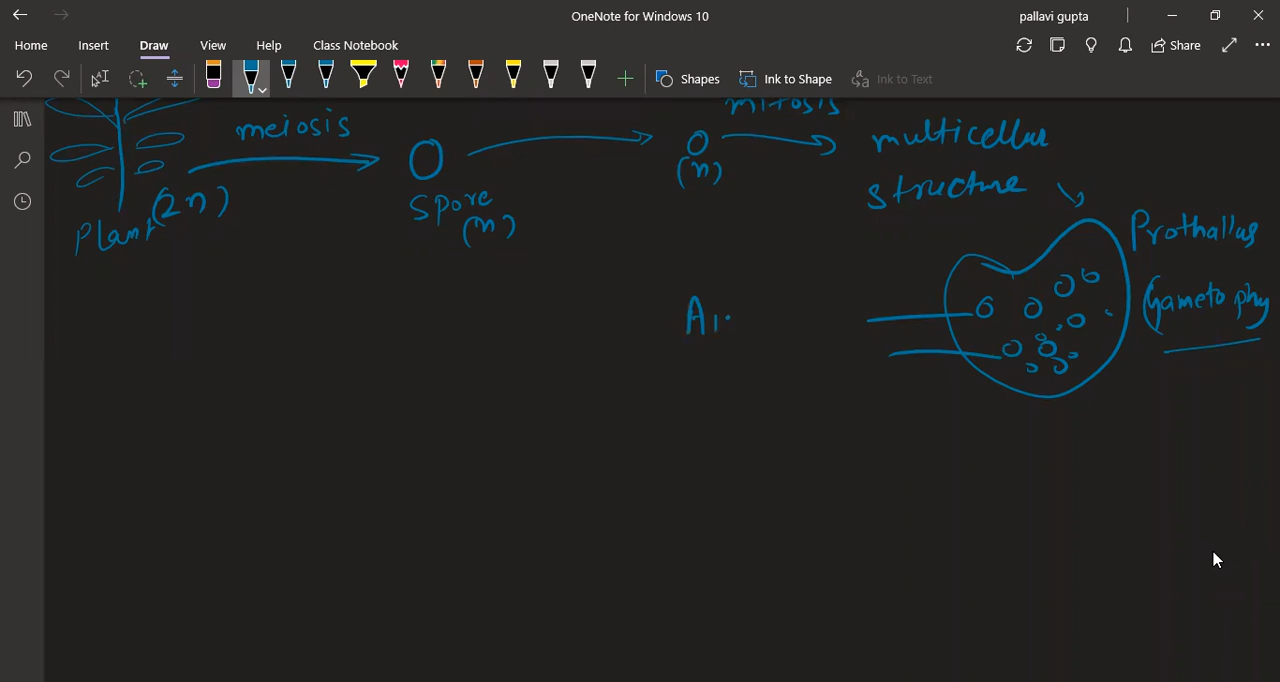 OneNote for Windows 10
pallavi gupta
Home Insert Draw View Help Class Notebook
Share
Shapes Ink to Shape Ink to Text
meiosis
mitosis
(n)
multicellur
structure
Plant (2n)
Spore
(n)
Prothallus
Gametophy